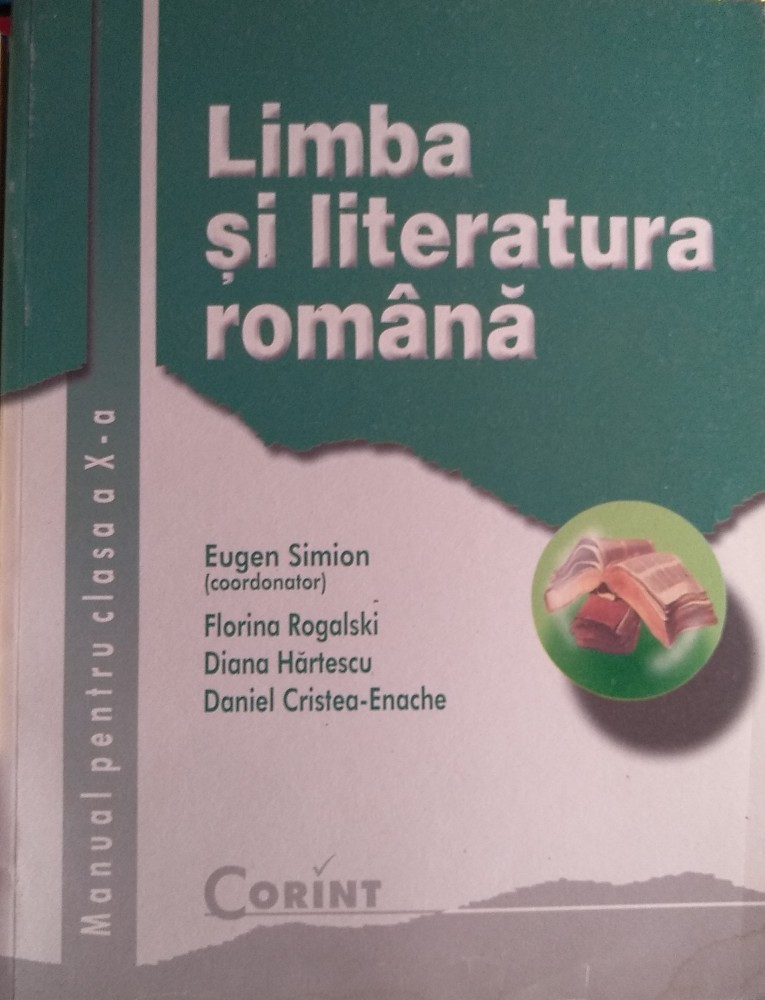 Limba
și literatura
română
Manual pentru clasa a X-a
Eugen Simion
(coordonator)
Florina Rogalski
Diana Hărtescu
Daniel Cristea-Enache
CORINT